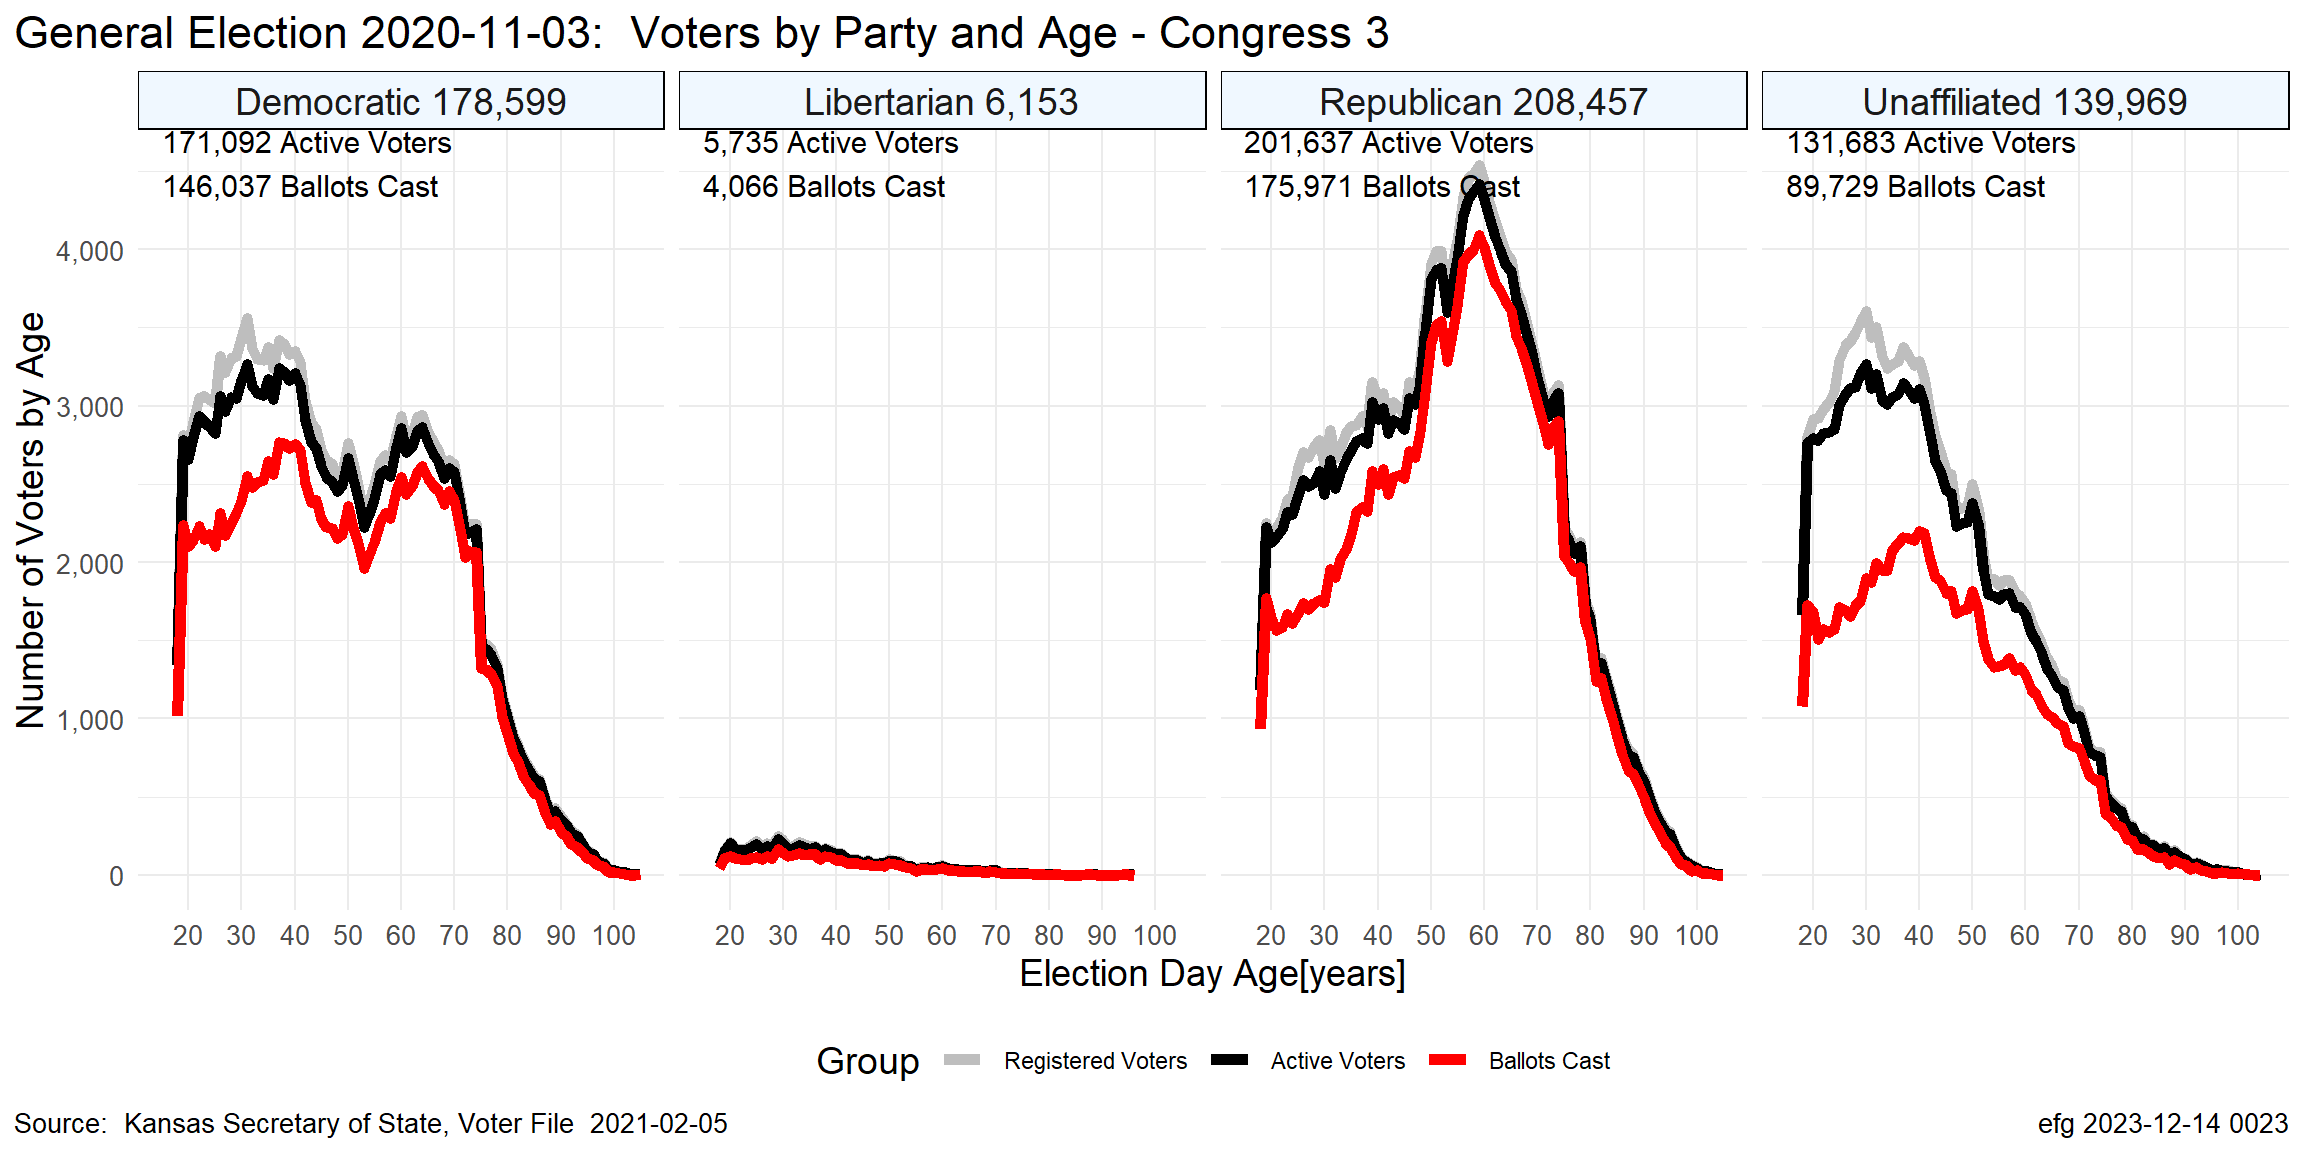 General Election 2020-11-03:  Voters by Party and Age - Congress 3
Democratic 178,599
Libertarian 6,153
Republican 208,457
Unaffiliated 139,969
171,092 Active Voters
146,037 Ballots Cast
5,735 Active Voters
4,066 Ballots Cast
201,637 Active Voters
175,971 Ballots Cast
131,683 Active Voters
89,729 Ballots Cast
Number of Voters by Age
4,000
3,000
2,000
1,000
0
20 30 40 50 60 70 80 90 100
20 30 40 50 60 70 80 90 100
20 30 40 50 60 70 80 90 100
20 30 40 50 60 70 80 90 100
Election Day Age[years]
Group Registered Voters Active Voters Ballots Cast
Source:  Kansas Secretary of State, Voter File  2021-02-05
efg 2023-12-14 0023